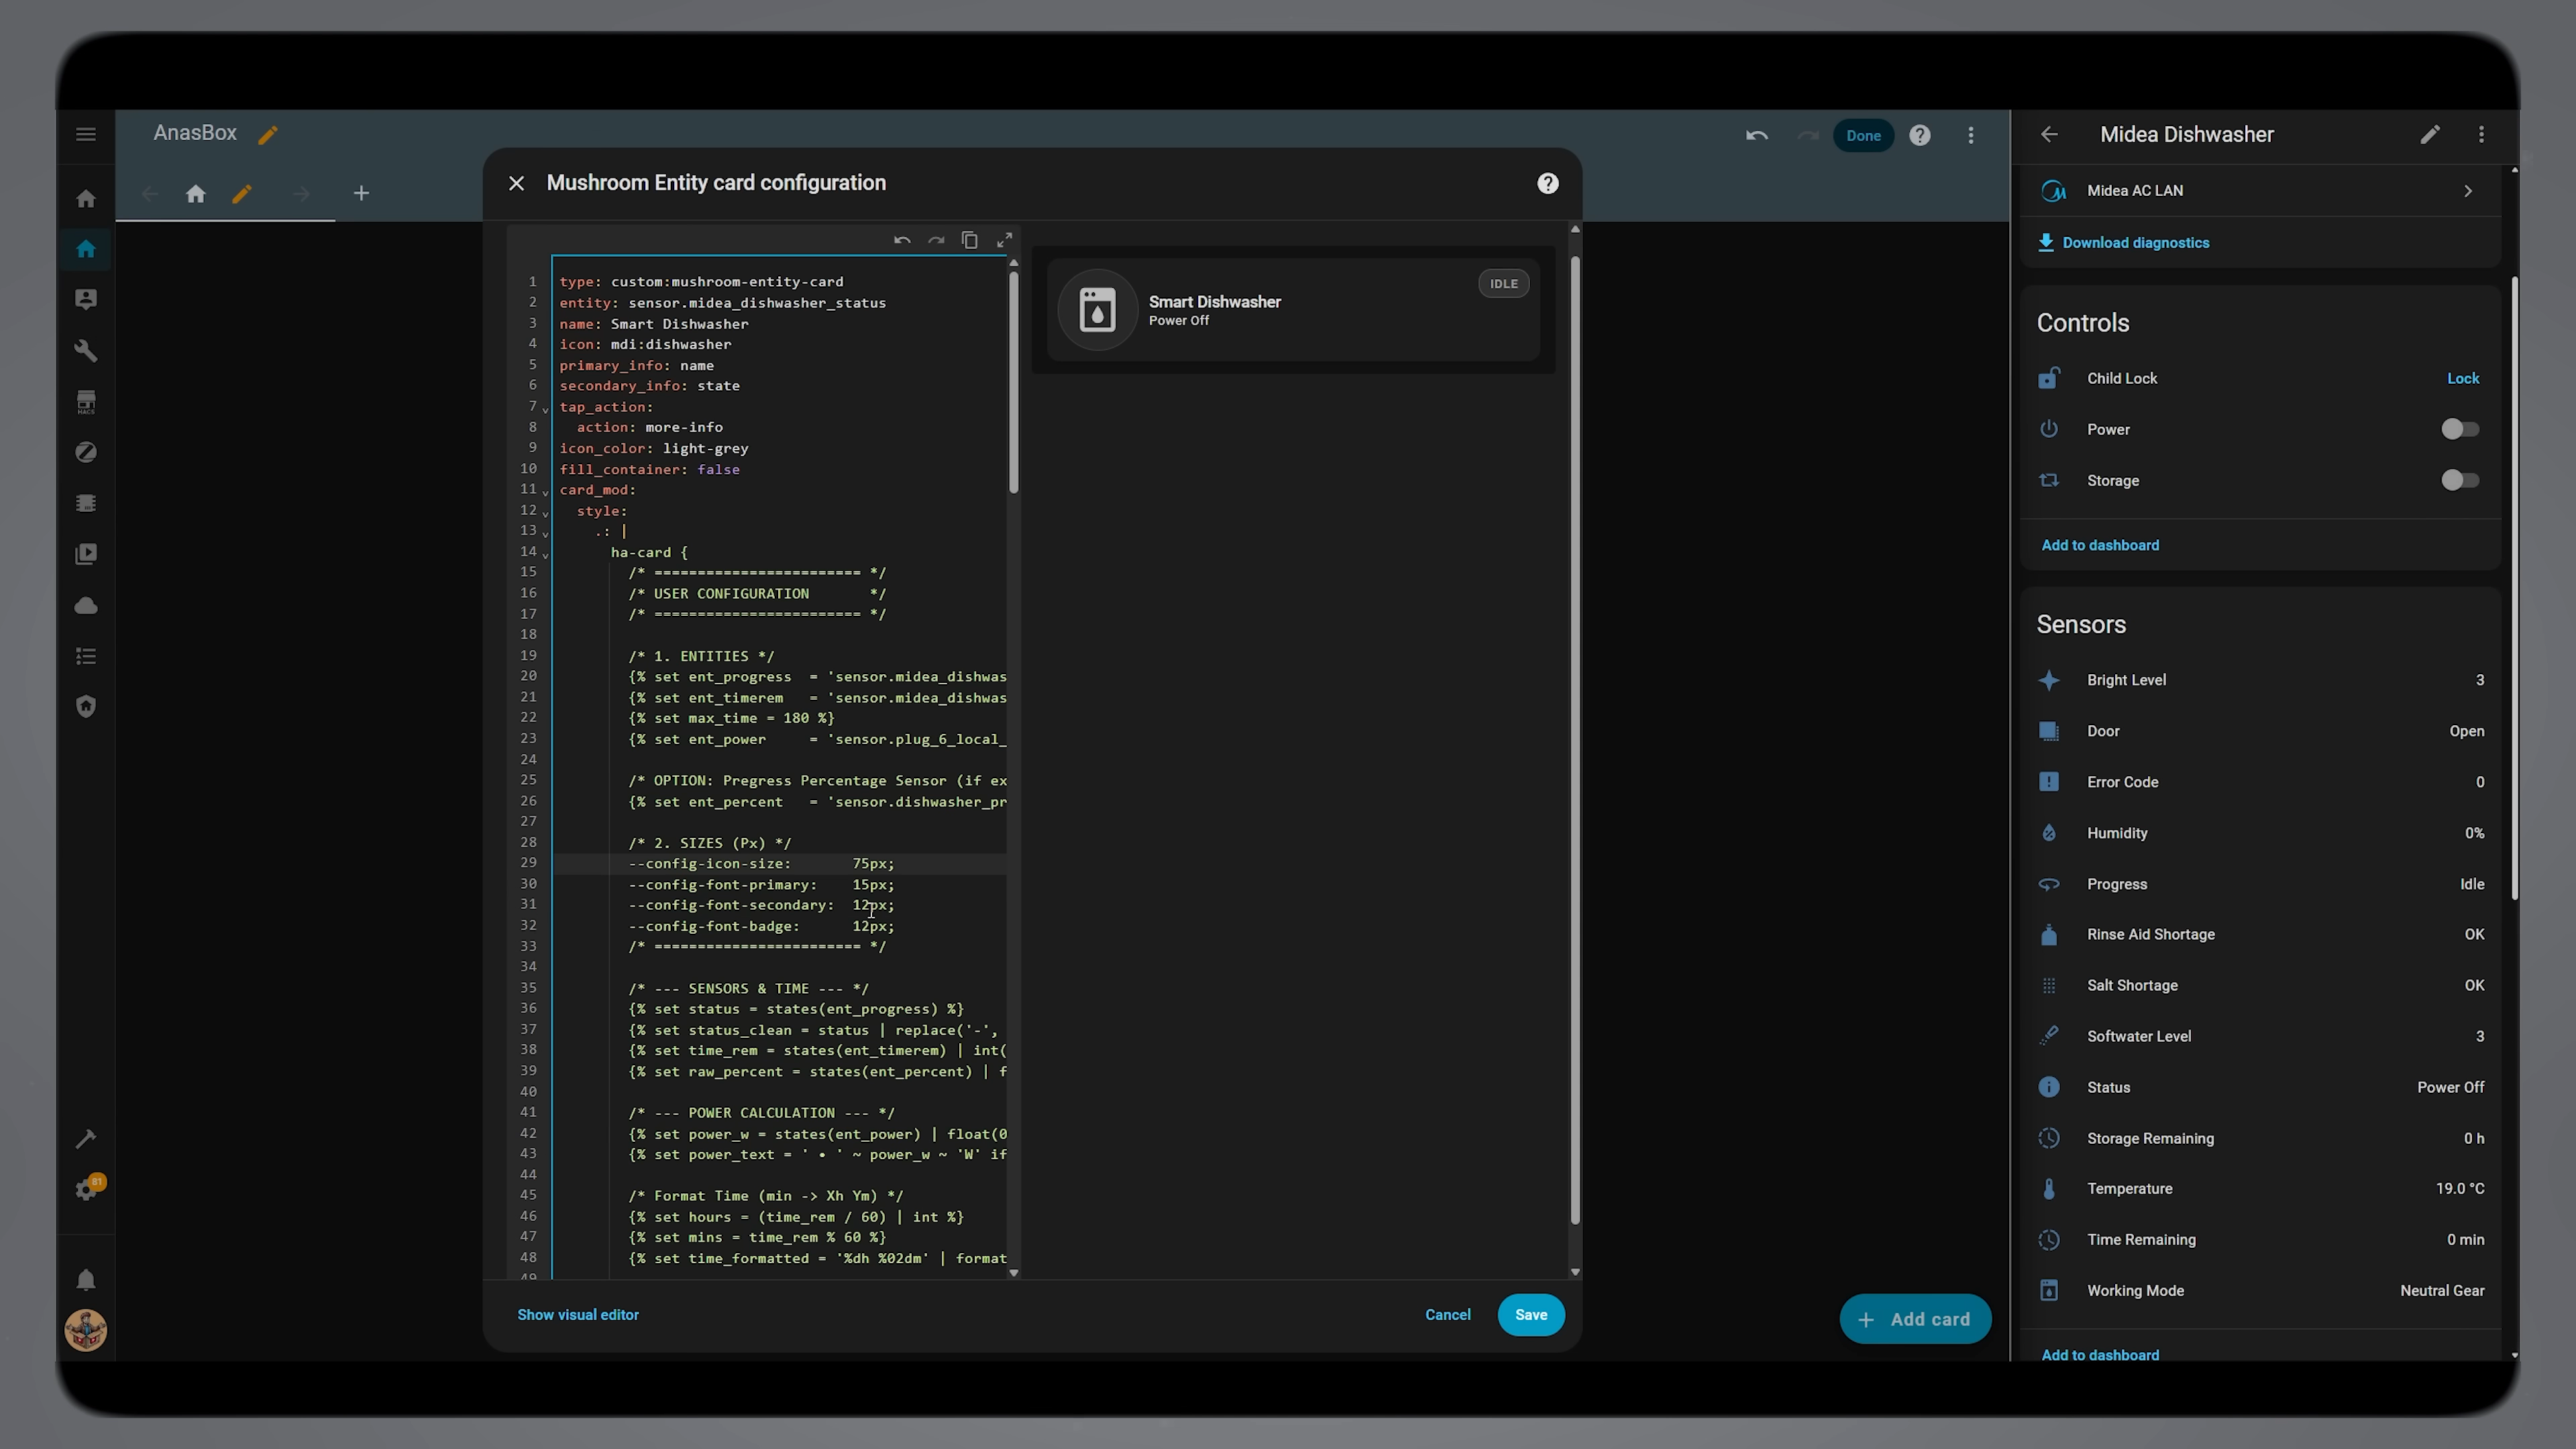 AnasBox
Done
Mushroom Entity card configuration
1 type: custom:mushroom-entity-card
2 entity: sensor.midea_dishwasher_status
3 name: Smart Dishwasher
4 icon: mdi:dishwasher
5 primary_info: name
6 secondary_info: state
7 tap_action:
8 action: more-info
9 icon_color: light-grey
10 fill_container: false
11 card_mod:
12 style:
13 .: |
14 ha-card {
15 /* ======================== */
16 /* USER CONFIGURATION */
17 /* ======================== */
18
19 /* 1. ENTITIES */
20 {% set ent_progress = 'sensor.midea_dishwas
21 {% set ent_timerem = 'sensor.midea_dishwas
22 {% set max_time = 180 %}
23 {% set ent_power = 'sensor.plug_6_local_
24
25 /* OPTION: Pregress Percentage Sensor (if ex
26 {% set ent_percent = 'sensor.dishwasher_pr
27
28 /* 2. SIZES (Px) */
29 --config-icon-size: 75px;
30 --config-font-primary: 15px;
31 --config-font-secondary: 12px;
32 --config-font-badge: 12px;
33 /* ======================== */
34
35 /* --- SENSORS & TIME --- */
36 {% set status = states(ent_progress) %}
37 {% set status_clean = status | replace('-',
38 {% set time_rem = states(ent_timerem) | int(
39 {% set raw_percent = states(ent_percent) | f
40
41 /* --- POWER CALCULATION --- */
42 {% set power_w = states(ent_power) | float(0
43 {% set power_text = ' • ' ~ power_w ~ 'W' if
44
45 /* Format Time (min -> Xh Ym) */
46 {% set hours = (time_rem / 60) | int %}
47 {% set mins = time_rem % 60 %}
48 {% set time_formatted = '%dh %02dm' | format
49
Smart Dishwasher
Power Off
IDLE
Show visual editor
Cancel
Save
Add card
HACS
81
Midea Dishwasher
Midea AC LAN
Download diagnostics
Controls
Child Lock Lock
Power
Storage
Add to dashboard
Sensors
Bright Level 3
Door Open
Error Code 0
Humidity 0%
Progress Idle
Rinse Aid Shortage OK
Salt Shortage OK
Softwater Level 3
Status Power Off
Storage Remaining 0 h
Temperature 19.0 °C
Time Remaining 0 min
Working Mode Neutral Gear
Add to dashboard